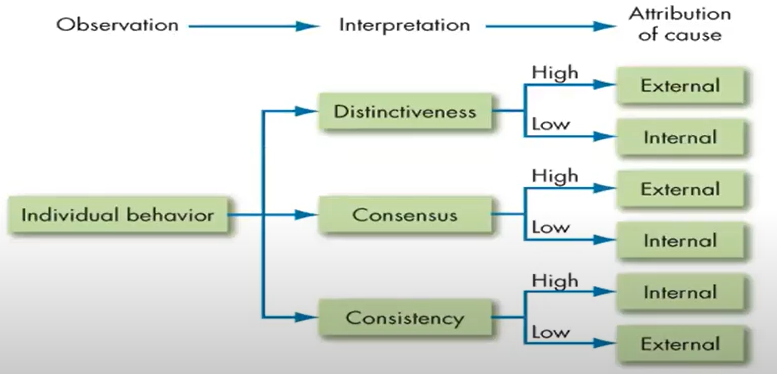 Observation
Interpretation
Attribution
of cause
High
External
Distinctiveness
Low
Internal
High
External
Individual behavior
Consensus
Low
Internal
High
Internal
Consistency
Low
External